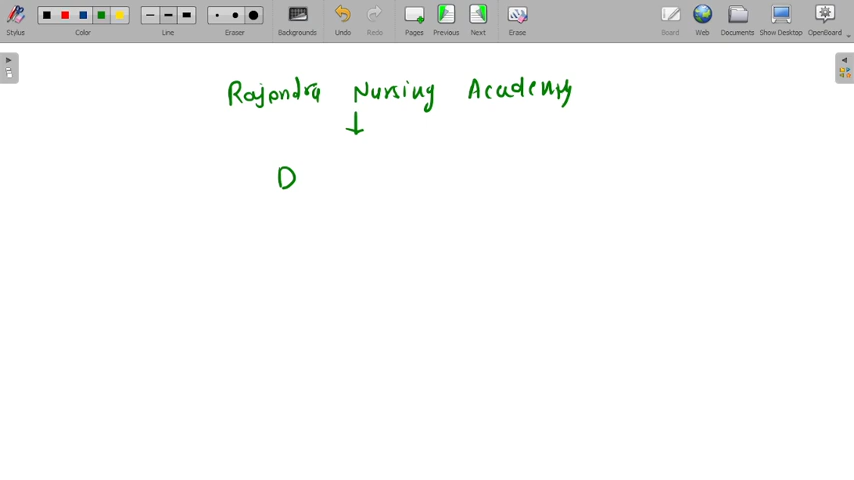 Stylus Color Line Eraser Backgrounds Undo Redo Pages Previous Next Erase Board Web Documents Show Desktop OpenBoard
Rajendra Nursing Academy
D